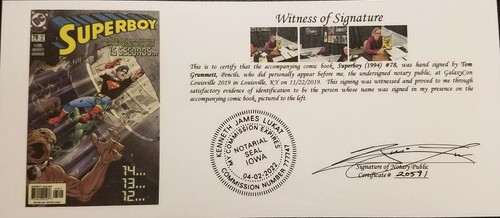 SUPERBOY
78
15 SECONDS...
14...
13...
12...
Witness of Signature
This is to certify that the accompanying comic book, Superboy (1994) #78, was hand signed by Tom
Grummett, Pencils, who did personally appear before me, the undersigned notary public, at GalaxyCon
Louisville 2019 in Louisville, KY on 11/22/2019. This signing was witnessed and proved to me through
satisfactory evidence of identification to be the person whose name was signed in my presence on the
accompanying comic book, pictured to the left.
KENNETH JAMES LUKAT
MY COMMISSION EXPIRES
NOTARIAL
SEAL
IOWA
04-02-2022
COMMISSION NUMBER 777747
Signature of Notary Public
Certificate# 20591